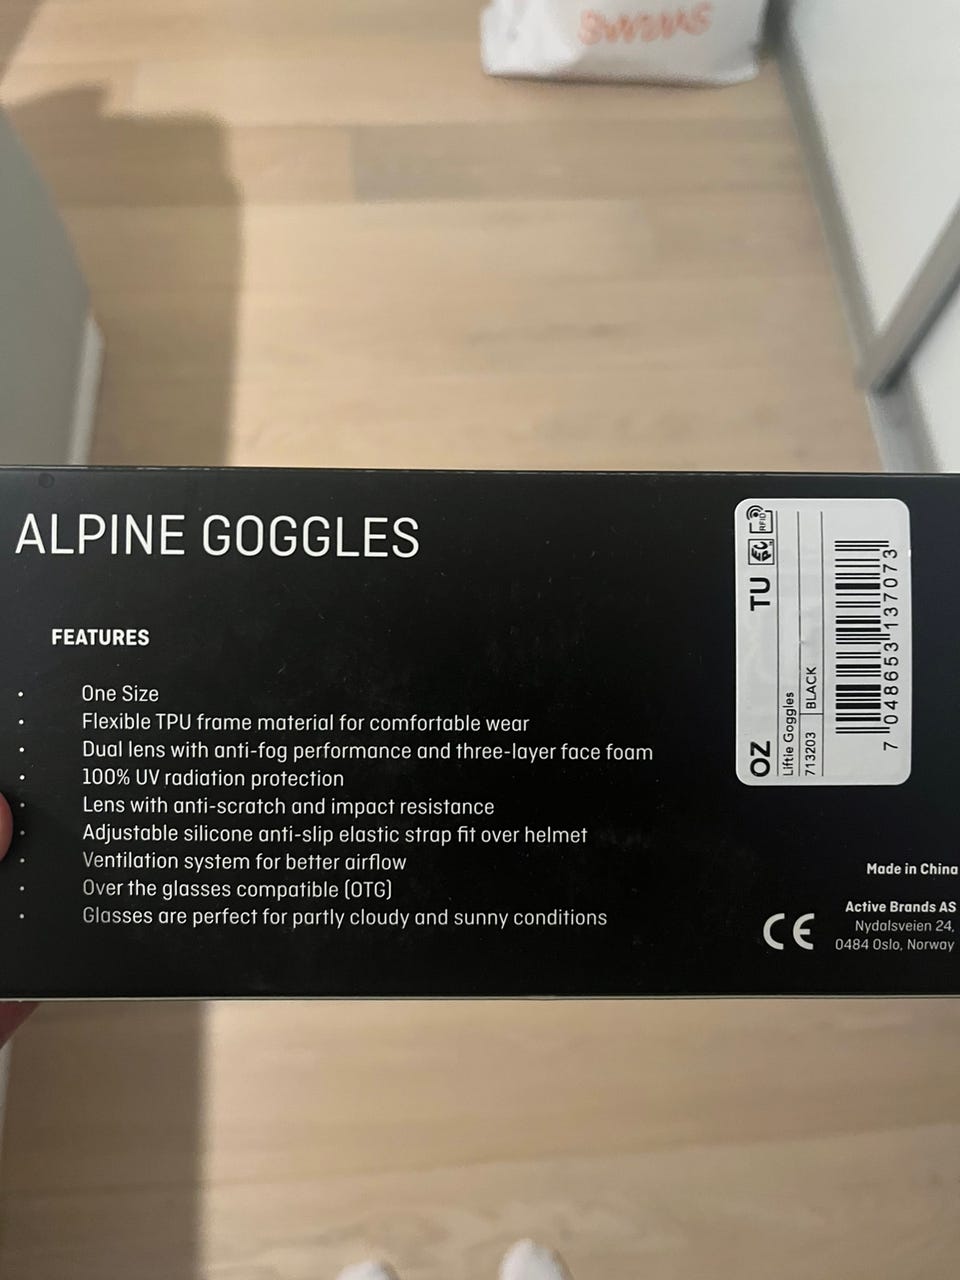 SWIMS
ALPINE GOGGLES
FEATURES
· One Size
· Flexible TPU frame material for comfortable wear
· Dual lens with anti-fog performance and three-layer face foam
· 100% UV radiation protection
· Lens with anti-scratch and impact resistance
· Adjustable silicone anti-slip elastic strap fit over helmet
· Ventilation system for better airflow
· Over the glasses compatible (OTG)
· Glasses are perfect for partly cloudy and sunny conditions
OZ TU
RFID
Liftie Goggles
713203 BLACK
7 048653 137073
Made in China
CE
Active Brands AS
Nydalsveien 24,
0484 Oslo, Norway